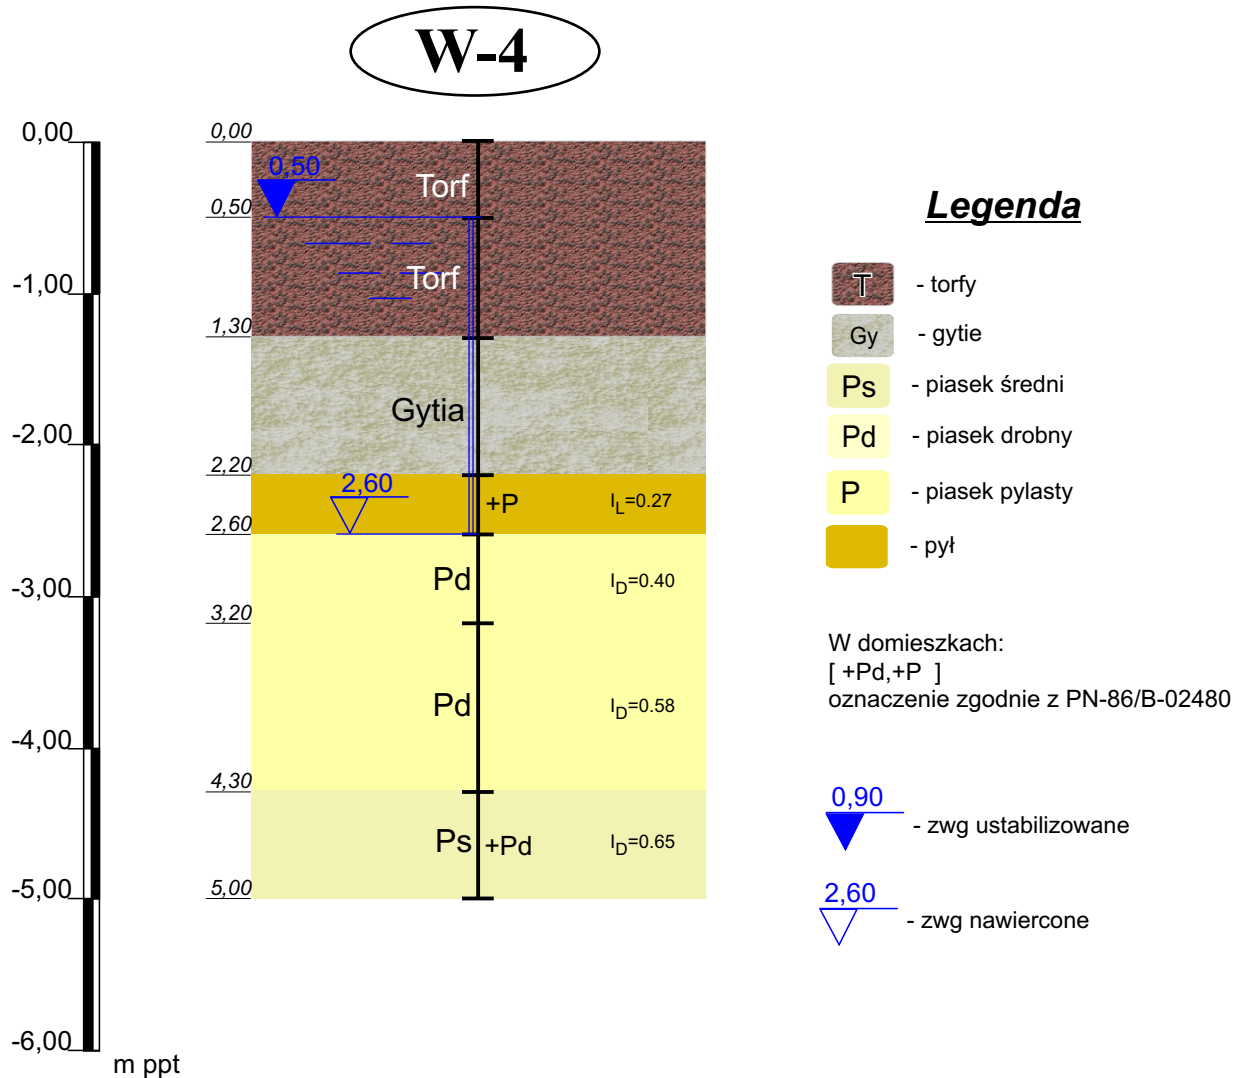 W-4
0,00
-1,00
-2,00
-3,00
-4,00
-5,00
-6,00
m ppt
0,00
0,50
Torf
0,50
Torf
1,30
Gytia
2,20
2,60
+P
I_L=0.27
2,60
Pd
I_D=0.40
3,20
Pd
I_D=0.58
4,30
Ps +Pd
I_D=0.65
5,00
Legenda
T - torfy
Gy - gytie
Ps - piasek średni
Pd - piasek drobny
P - piasek pylasty
- pył
W domieszkach:
[ +Pd,+P ]
oznaczenie zgodnie z PN-86/B-02480
0,90
- zwg ustabilizowane
2,60
- zwg nawiercone